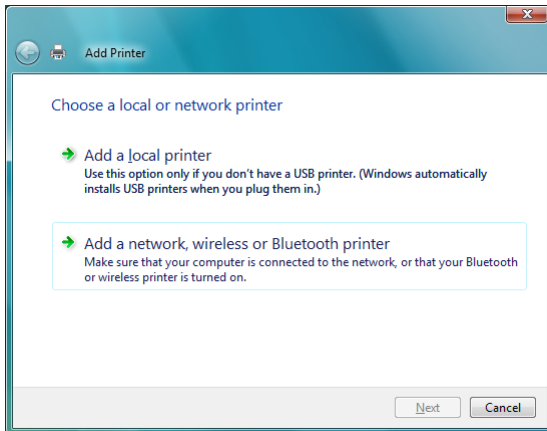 Add Printer
Choose a local or network printer
Add a local printer
Use this option only if you don't have a USB printer. (Windows automatically
installs USB printers when you plug them in.)
Add a network, wireless or Bluetooth printer
Make sure that your computer is connected to the network, or that your Bluetooth
or wireless printer is turned on.
Next
Cancel